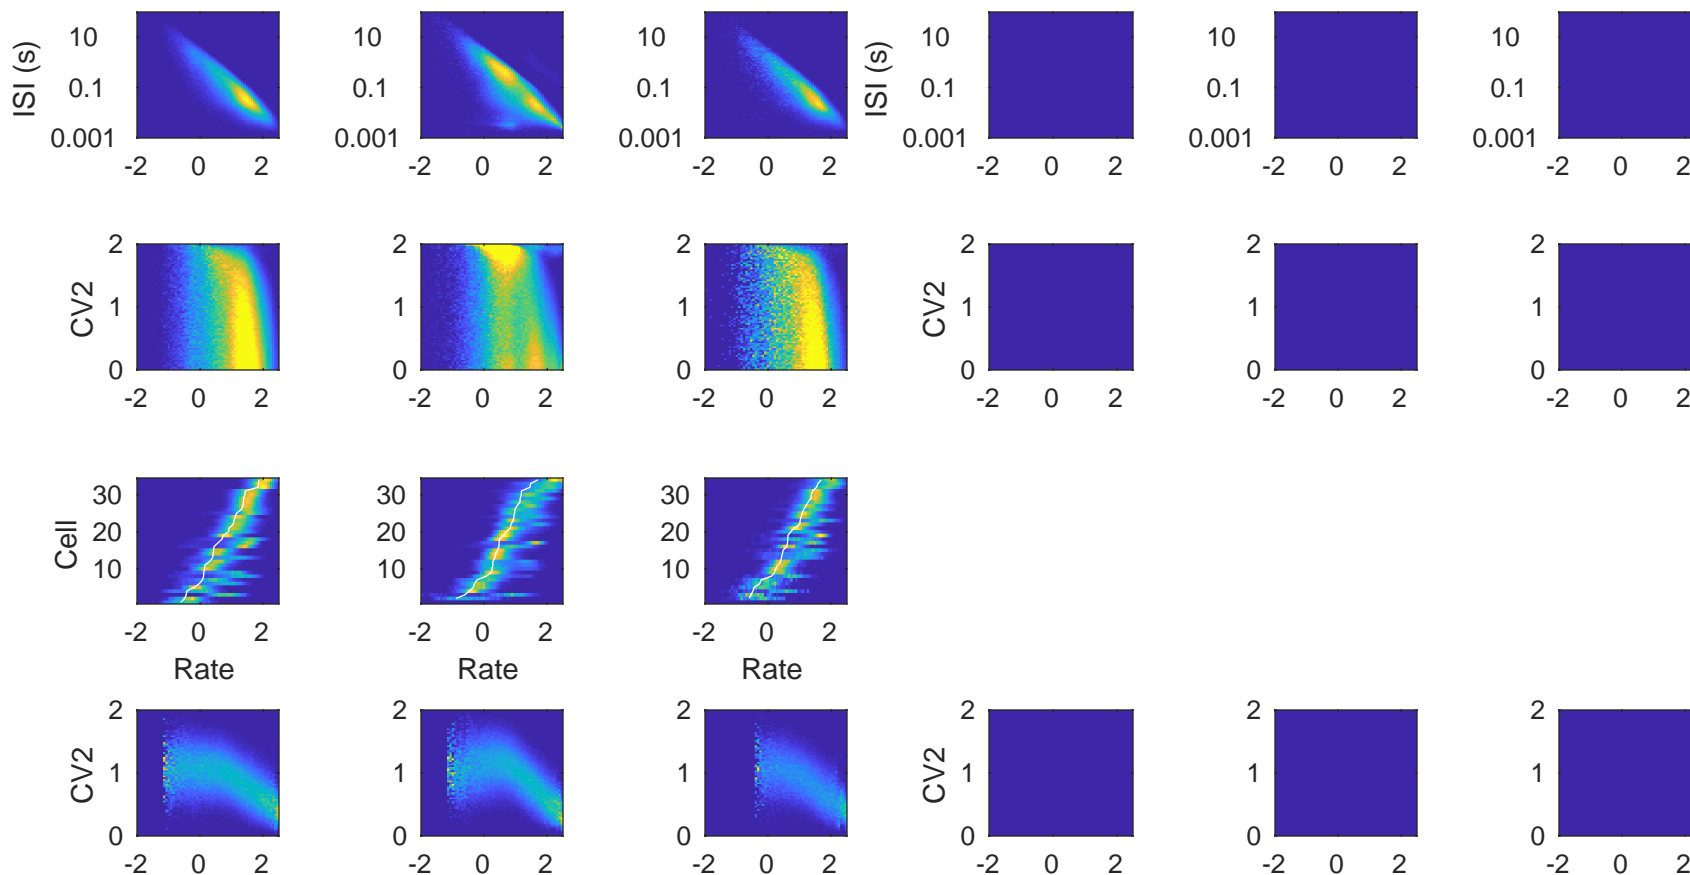 ISI (s) 10 0.1 0.001 10 0.1 0.001 10 0.1 0.001 ISI (s) 10 0.1 0.001 10 0.1 0.001 10 0.1 0.001
-2 0 2 -2 0 2 -2 0 2 -2 0 2 -2 0 2 -2 0 2
CV2 2 1 0 2 1 0 2 1 0 CV2 2 1 0 2 1 0 2 1 0
-2 0 2 -2 0 2 -2 0 2 -2 0 2 -2 0 2 -2 0 2
Cell 30 20 10 30 20 10 30 20 10
-2 0 2 -2 0 2 -2 0 2
Rate Rate Rate
CV2 2 1 0 2 1 0 2 1 0 CV2 2 1 0 2 1 0 2 1 0
-2 0 2 -2 0 2 -2 0 2 -2 0 2 -2 0 2 -2 0 2